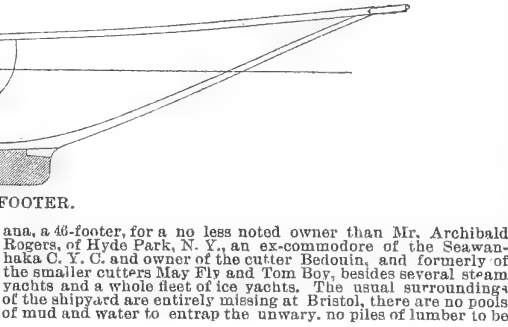 FOOTER.
ana, a 46-footer, for a no less noted owner than Mr. Archibald
Rogers, of Hyde Park, N. Y., an ex-commodore of the Seawan-
haka C. Y. C. and owner of the cutter Bedouin, and formerly of
the smaller cutters May Fly and Tom Boy, besides several steam
yachts and a whole fleet of ice yachts. The usual surroundings
of the shipyard are entirely missing at Bristol, there are no pools
of mud and water to entrap the unwary, no piles of lumber to be